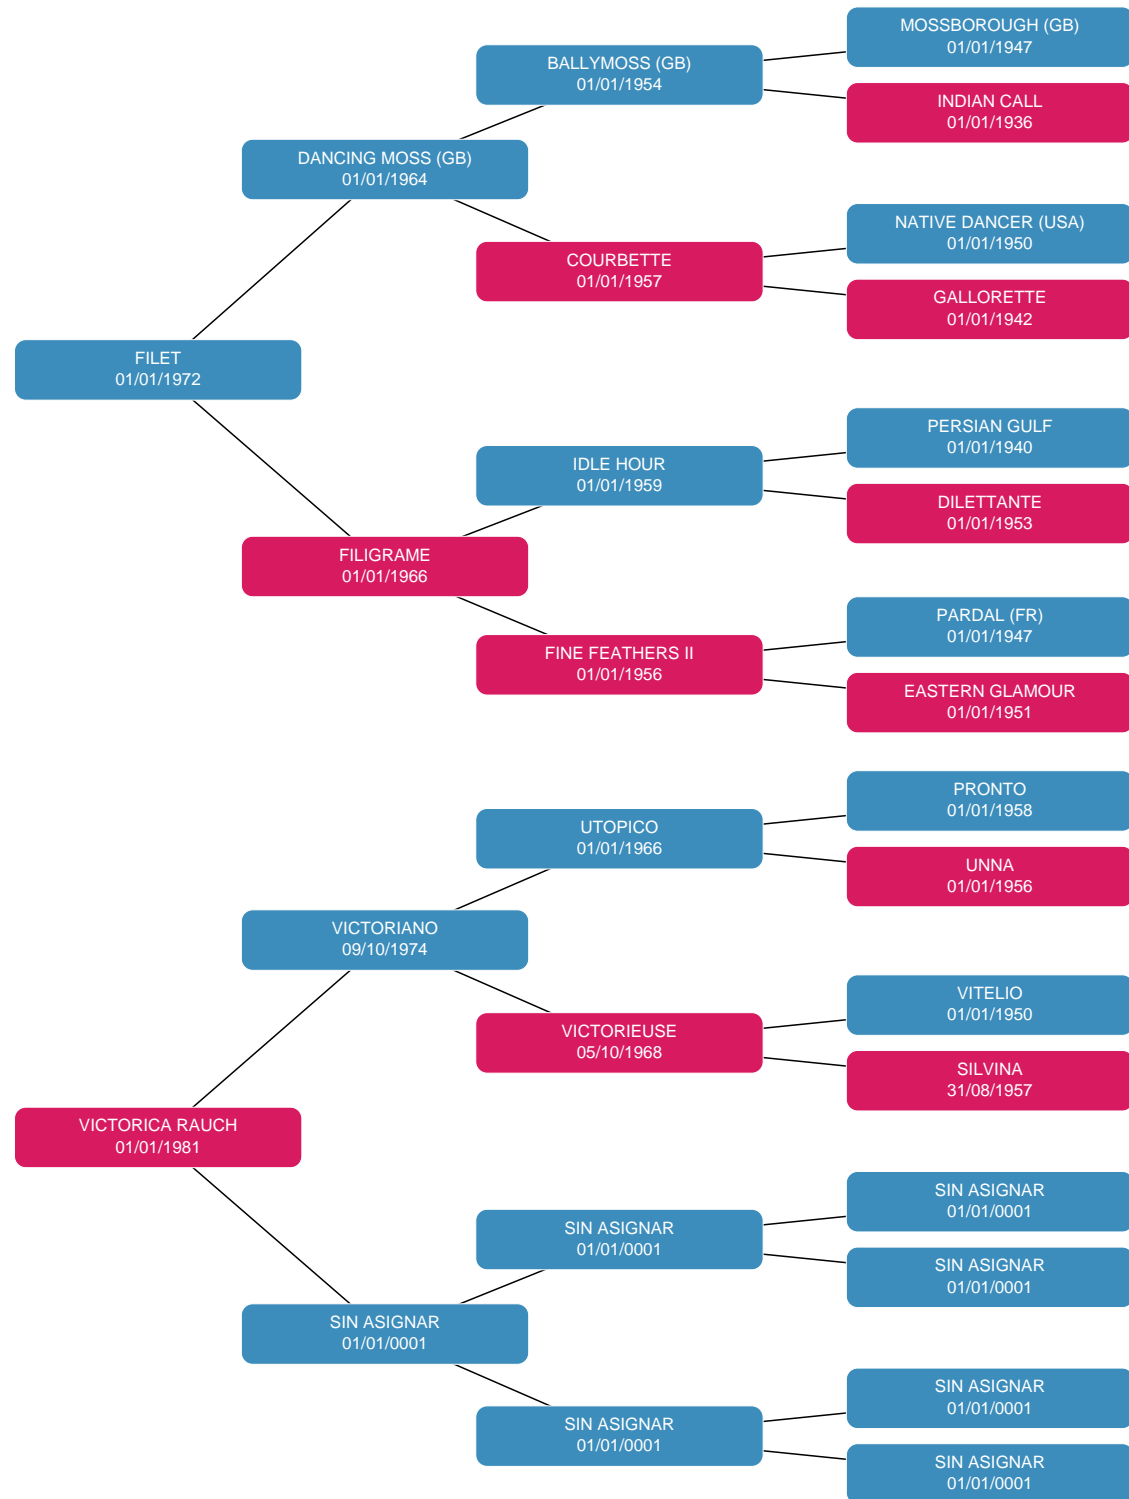 MOSSBOROUGH (GB)
01/01/1947
BALLYMOSS (GB)
01/01/1954
INDIAN CALL
01/01/1936
DANCING MOSS (GB)
01/01/1964
NATIVE DANCER (USA)
01/01/1950
COURBETTE
01/01/1957
GALLORETTE
01/01/1942
FILET
01/01/1972
PERSIAN GULF
01/01/1940
IDLE HOUR
01/01/1959
DILETTANTE
01/01/1953
FILIGRAME
01/01/1966
PARDAL (FR)
01/01/1947
FINE FEATHERS II
01/01/1956
EASTERN GLAMOUR
01/01/1951
PRONTO
01/01/1958
UTOPICO
01/01/1966
UNNA
01/01/1956
VICTORIANO
09/10/1974
VITELIO
01/01/1950
VICTORIEUSE
05/10/1968
SILVINA
31/08/1957
VICTORICA RAUCH
01/01/1981
SIN ASIGNAR
01/01/0001
SIN ASIGNAR
01/01/0001
SIN ASIGNAR
01/01/0001
SIN ASIGNAR
01/01/0001
SIN ASIGNAR
01/01/0001
SIN ASIGNAR
01/01/0001
SIN ASIGNAR
01/01/0001